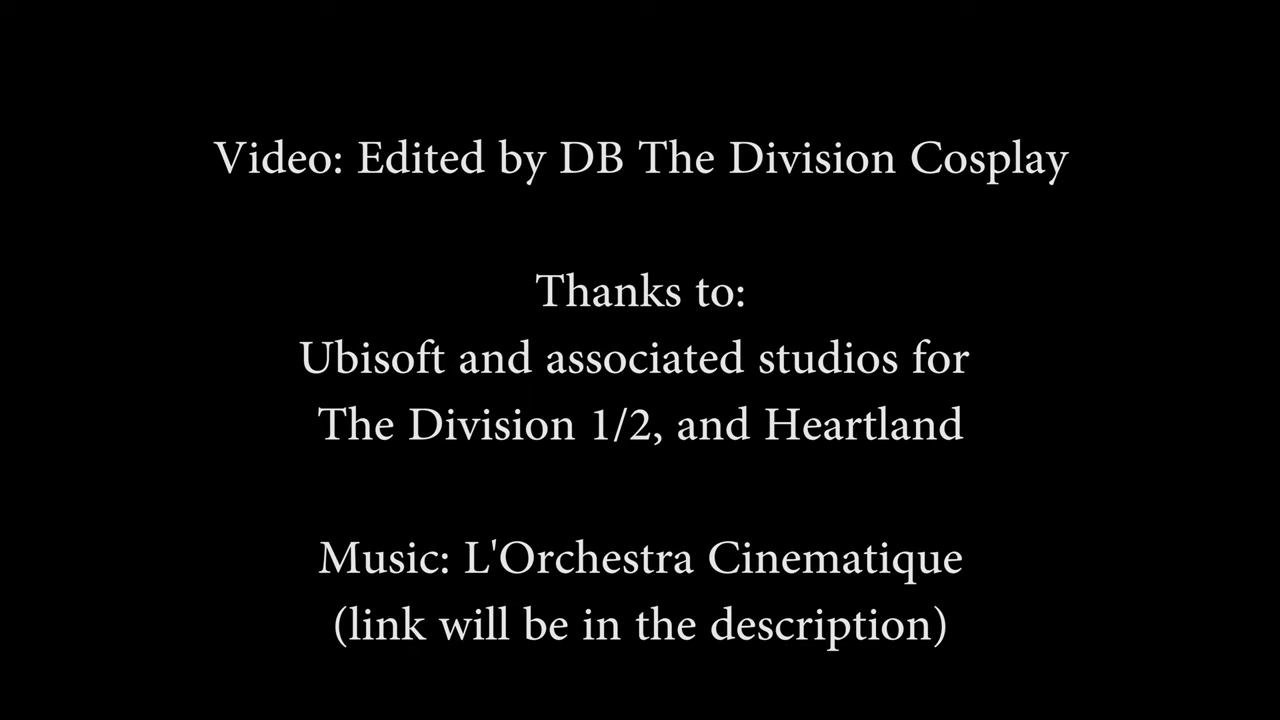 Video: Edited by DB The Division Cosplay
Thanks to:
Ubisoft and associated studios for
The Division 1/2, and Heartland
Music: L'Orchestra Cinematique
(link will be in the description)